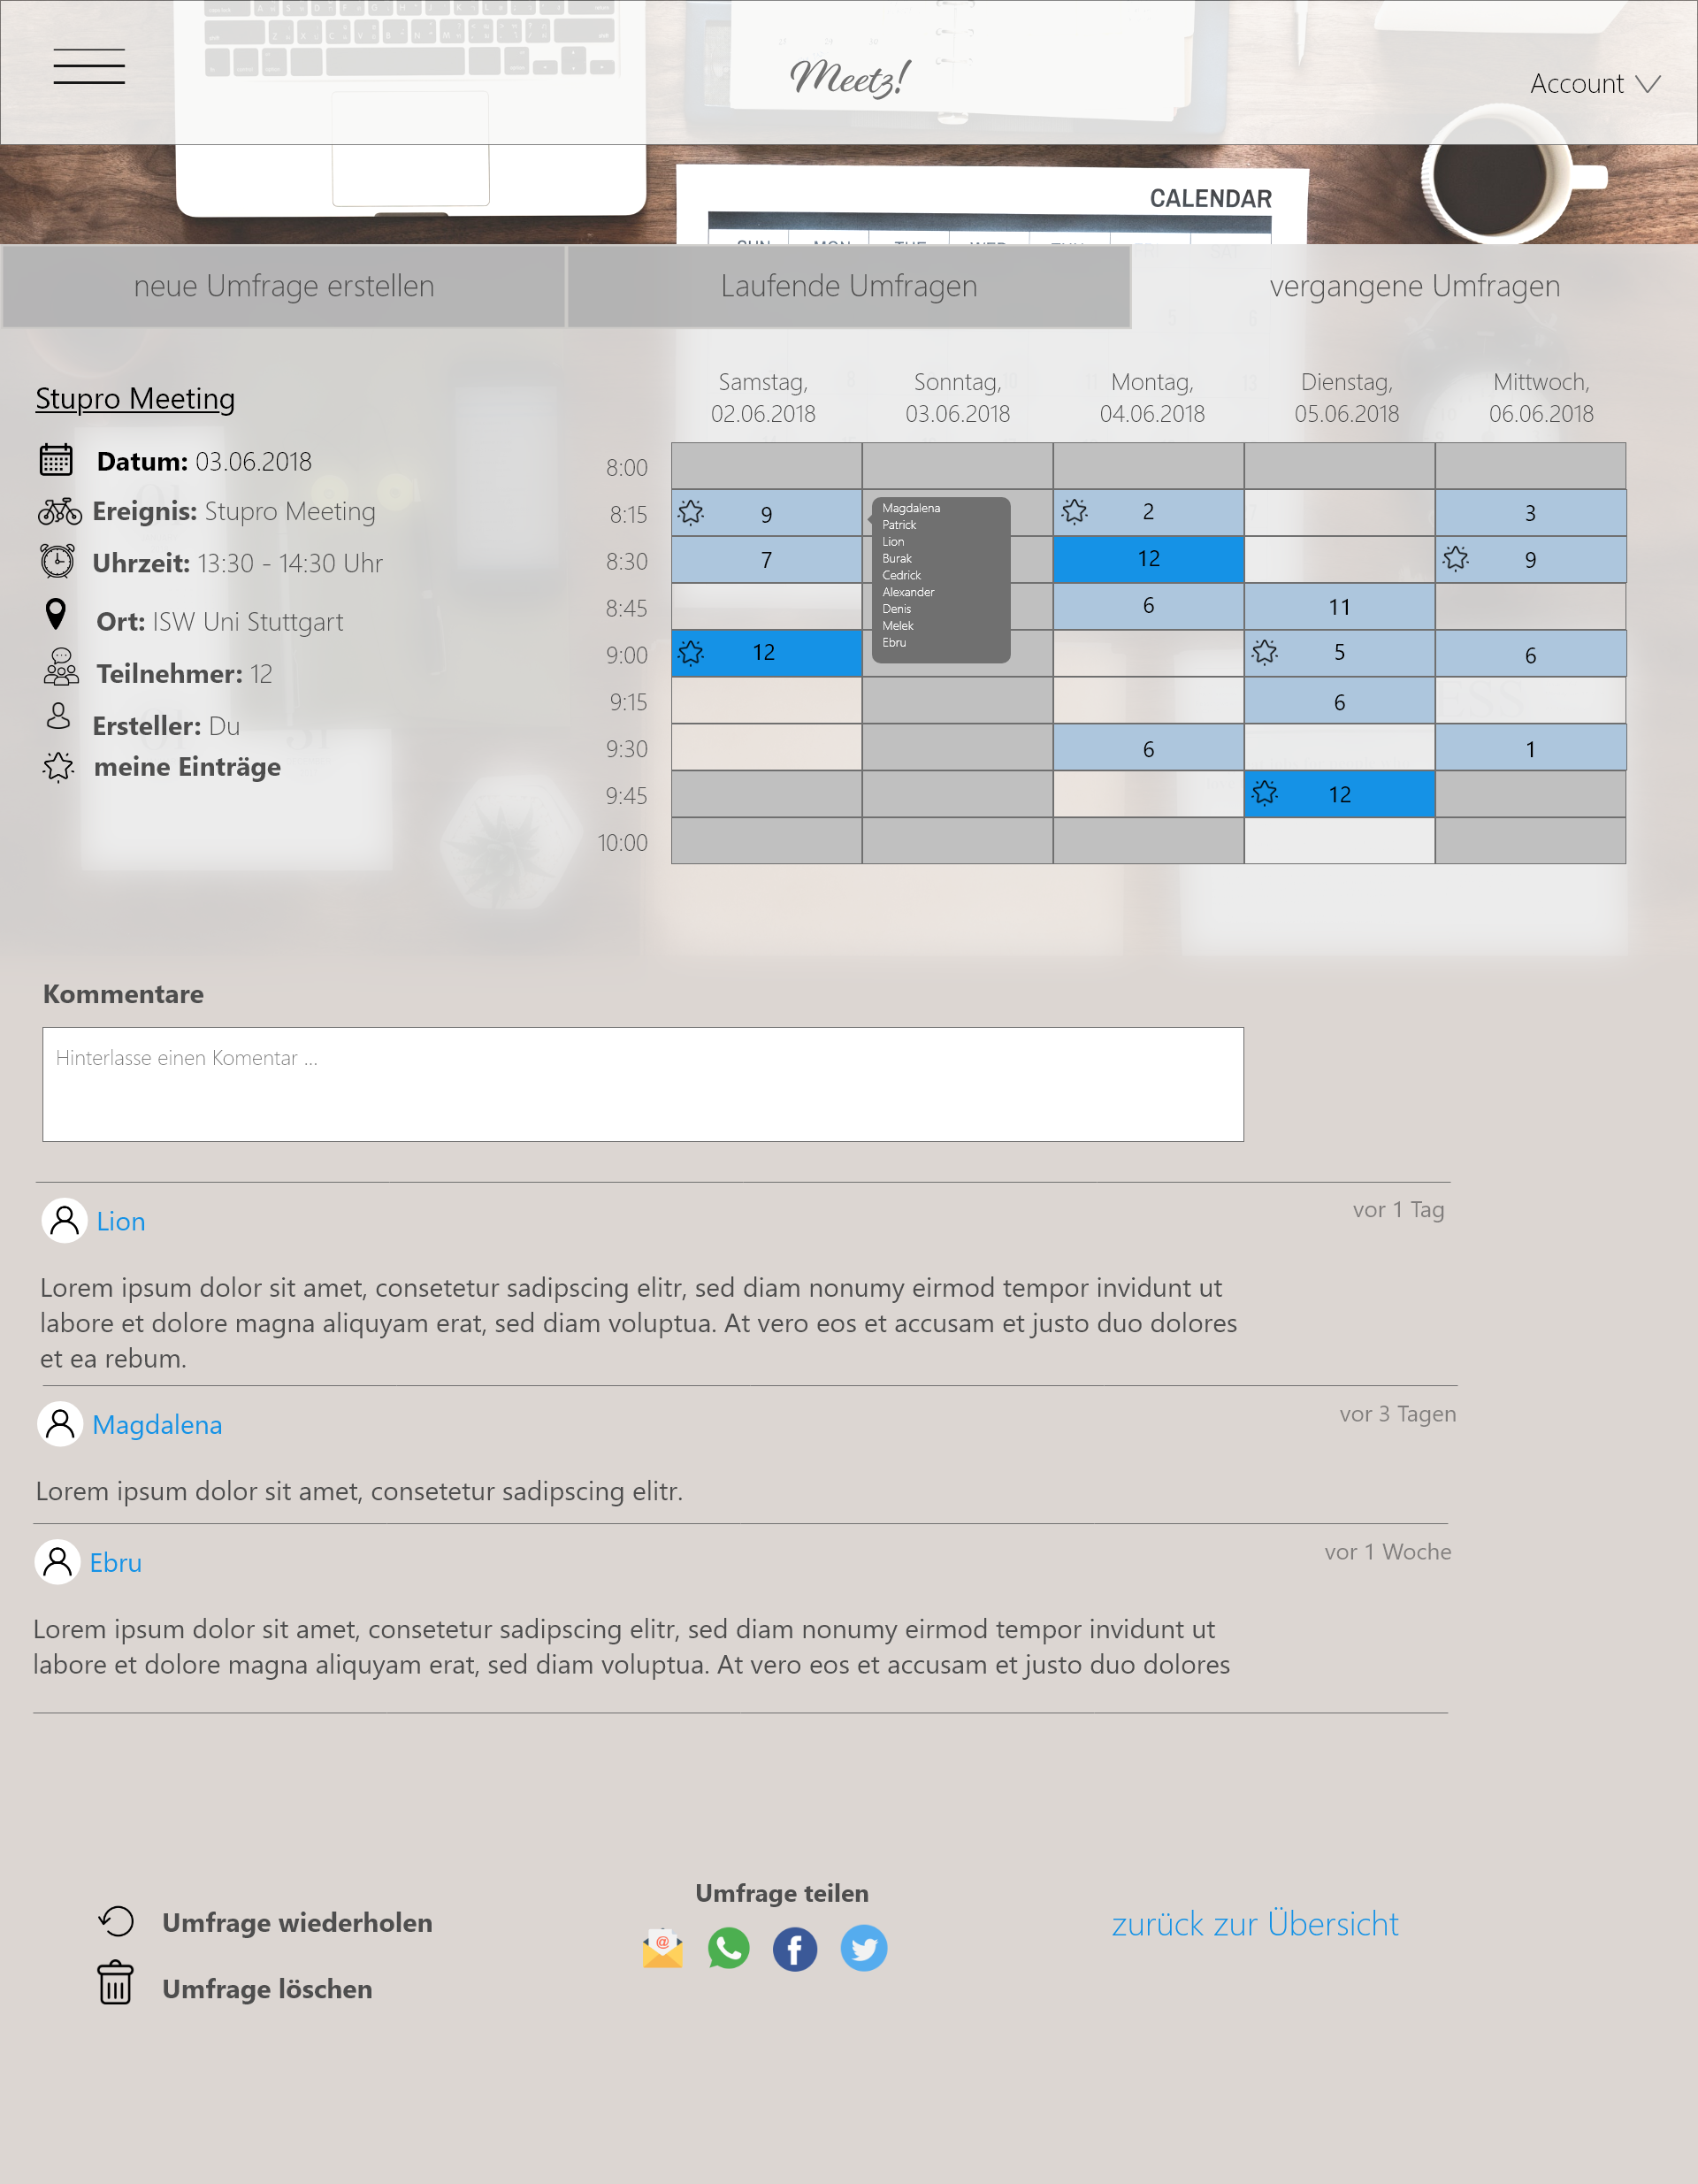 Meetz!
Account
CALENDAR
SUN MON TUE WED THU
neue Umfrage erstellen
Laufende Umfragen
vergangene Umfragen
Stupro Meeting
Datum: 03.06.2018
Ereignis: Stupro Meeting
Uhrzeit: 13:30 - 14:30 Uhr
Ort: ISW Uni Stuttgart
Teilnehmer: 12
Ersteller: Du
meine Einträge
Samstag,
02.06.2018
Sonntag,
03.06.2018
Montag,
04.06.2018
Dienstag,
05.06.2018
Mittwoch,
06.06.2018
8:00
8:15 9 2 3
8:30 7 12 9
8:45 6 11
9:00 12 5 6
9:15 6
9:30 6 1
9:45 12
10:00
Magdalena
Patrick
Lion
Burak
Cedrick
Alexander
Denis
Melek
Ebru
Kommentare
Hinterlasse einen Komentar ...
Lion
vor 1 Tag
Lorem ipsum dolor sit amet, consetetur sadipscing elitr, sed diam nonumy eirmod tempor invidunt ut
labore et dolore magna aliquyam erat, sed diam voluptua. At vero eos et accusam et justo duo dolores
et ea rebum.
Magdalena
vor 3 Tagen
Lorem ipsum dolor sit amet, consetetur sadipscing elitr.
Ebru
vor 1 Woche
Lorem ipsum dolor sit amet, consetetur sadipscing elitr, sed diam nonumy eirmod tempor invidunt ut
labore et dolore magna aliquyam erat, sed diam voluptua. At vero eos et accusam et justo duo dolores
Umfrage wiederholen
Umfrage löschen
Umfrage teilen
zurück zur Übersicht